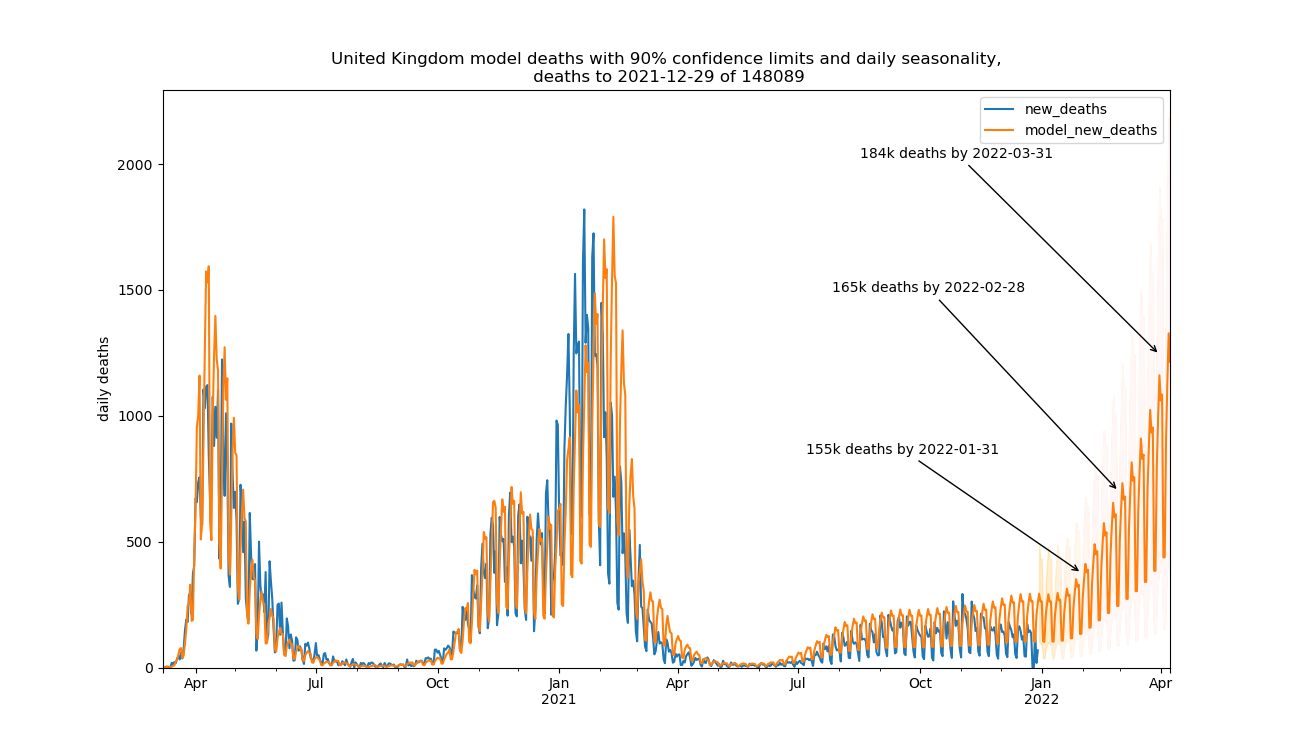 United Kingdom model deaths with 90% confidence limits and daily seasonality,
deaths to 2021-12-29 of 148089
new_deaths
model_new_deaths
184k deaths by 2022-03-31
165k deaths by 2022-02-28
155k deaths by 2022-01-31
daily deaths
2000
1500
1000
500
0
Apr Jul Oct Jan Apr Jul Oct Jan Apr
2021 2022